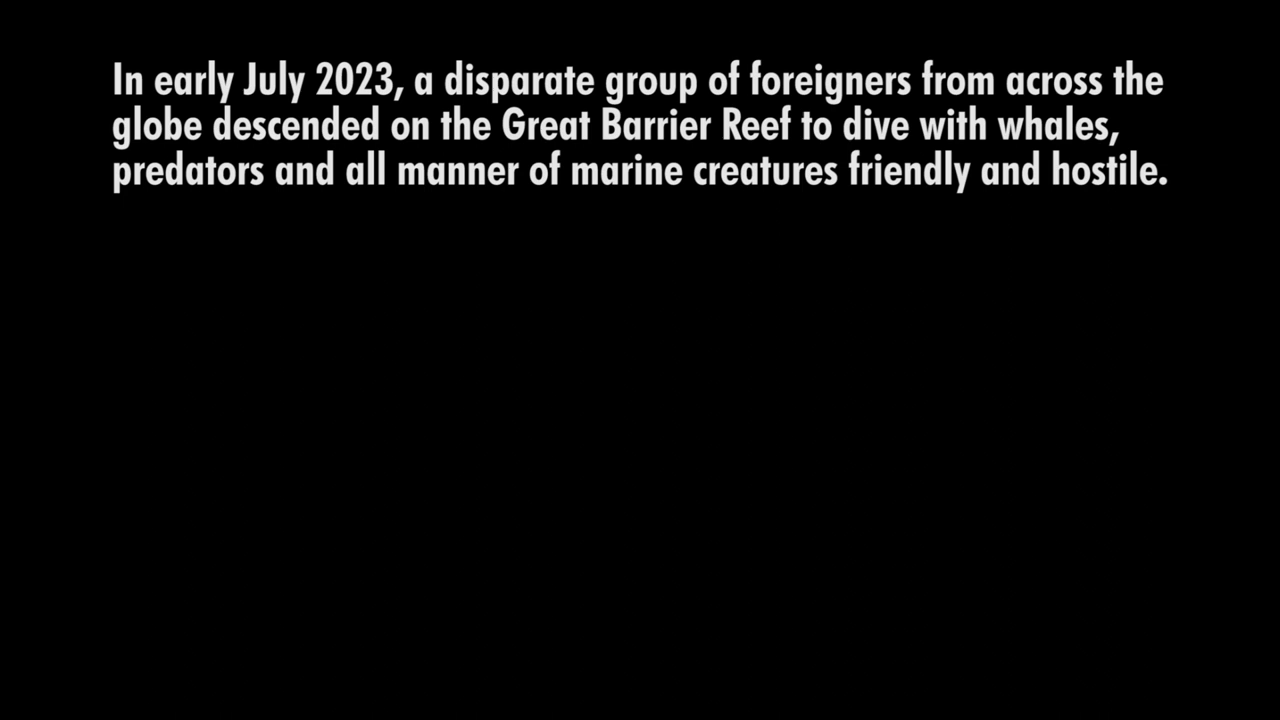 In early July 2023, a disparate group of foreigners from across the
globe descended on the Great Barrier Reef to dive with whales,
predators and all manner of marine creatures friendly and hostile.